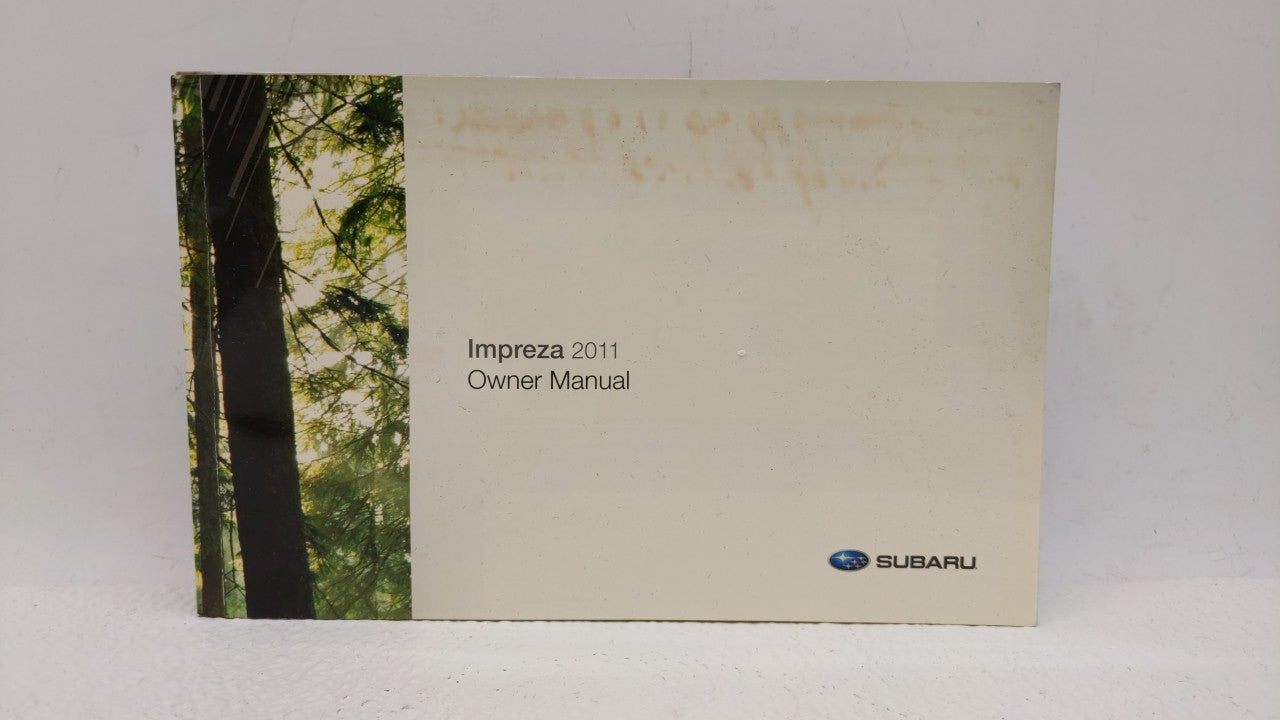 Impreza 2011
Owner Manual
SUBARU